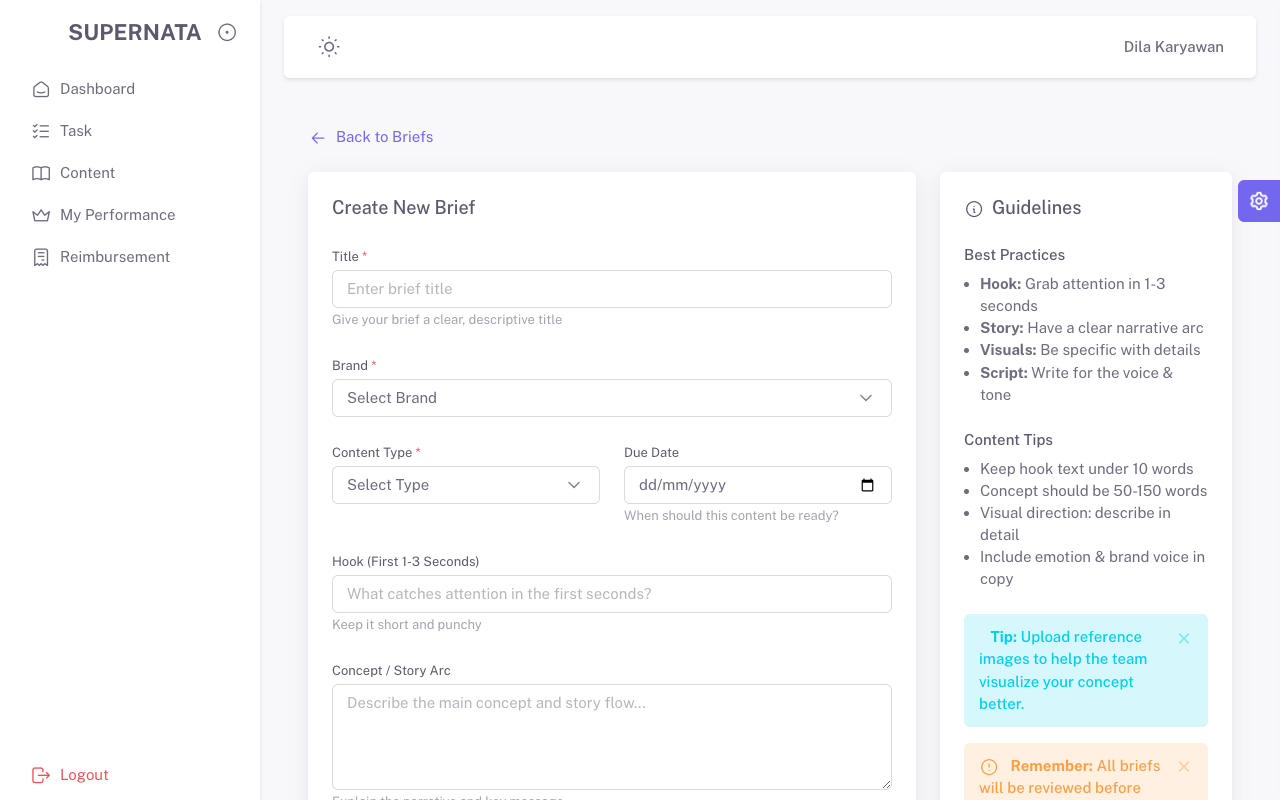 SUPERNATA
Dashboard
Task
Content
My Performance
Reimbursement
Logout
Dila Karyawan
Back to Briefs
Create New Brief
Title *
Enter brief title
Give your brief a clear, descriptive title
Brand *
Select Brand
Content Type *
Select Type
Due Date
dd/mm/yyyy
When should this content be ready?
Hook (First 1-3 Seconds)
What catches attention in the first seconds?
Keep it short and punchy
Concept / Story Arc
Describe the main concept and story flow...
Explain the narrative and key message
Guidelines
Best Practices
Hook: Grab attention in 1-3
seconds
Story: Have a clear narrative arc
Visuals: Be specific with details
Script: Write for the voice &
tone
Content Tips
Keep hook text under 10 words
Concept should be 50-150 words
Visual direction: describe in
detail
Include emotion & brand voice in
copy
Tip: Upload reference
images to help the team
visualize your concept
better.
Remember: All briefs
will be reviewed before